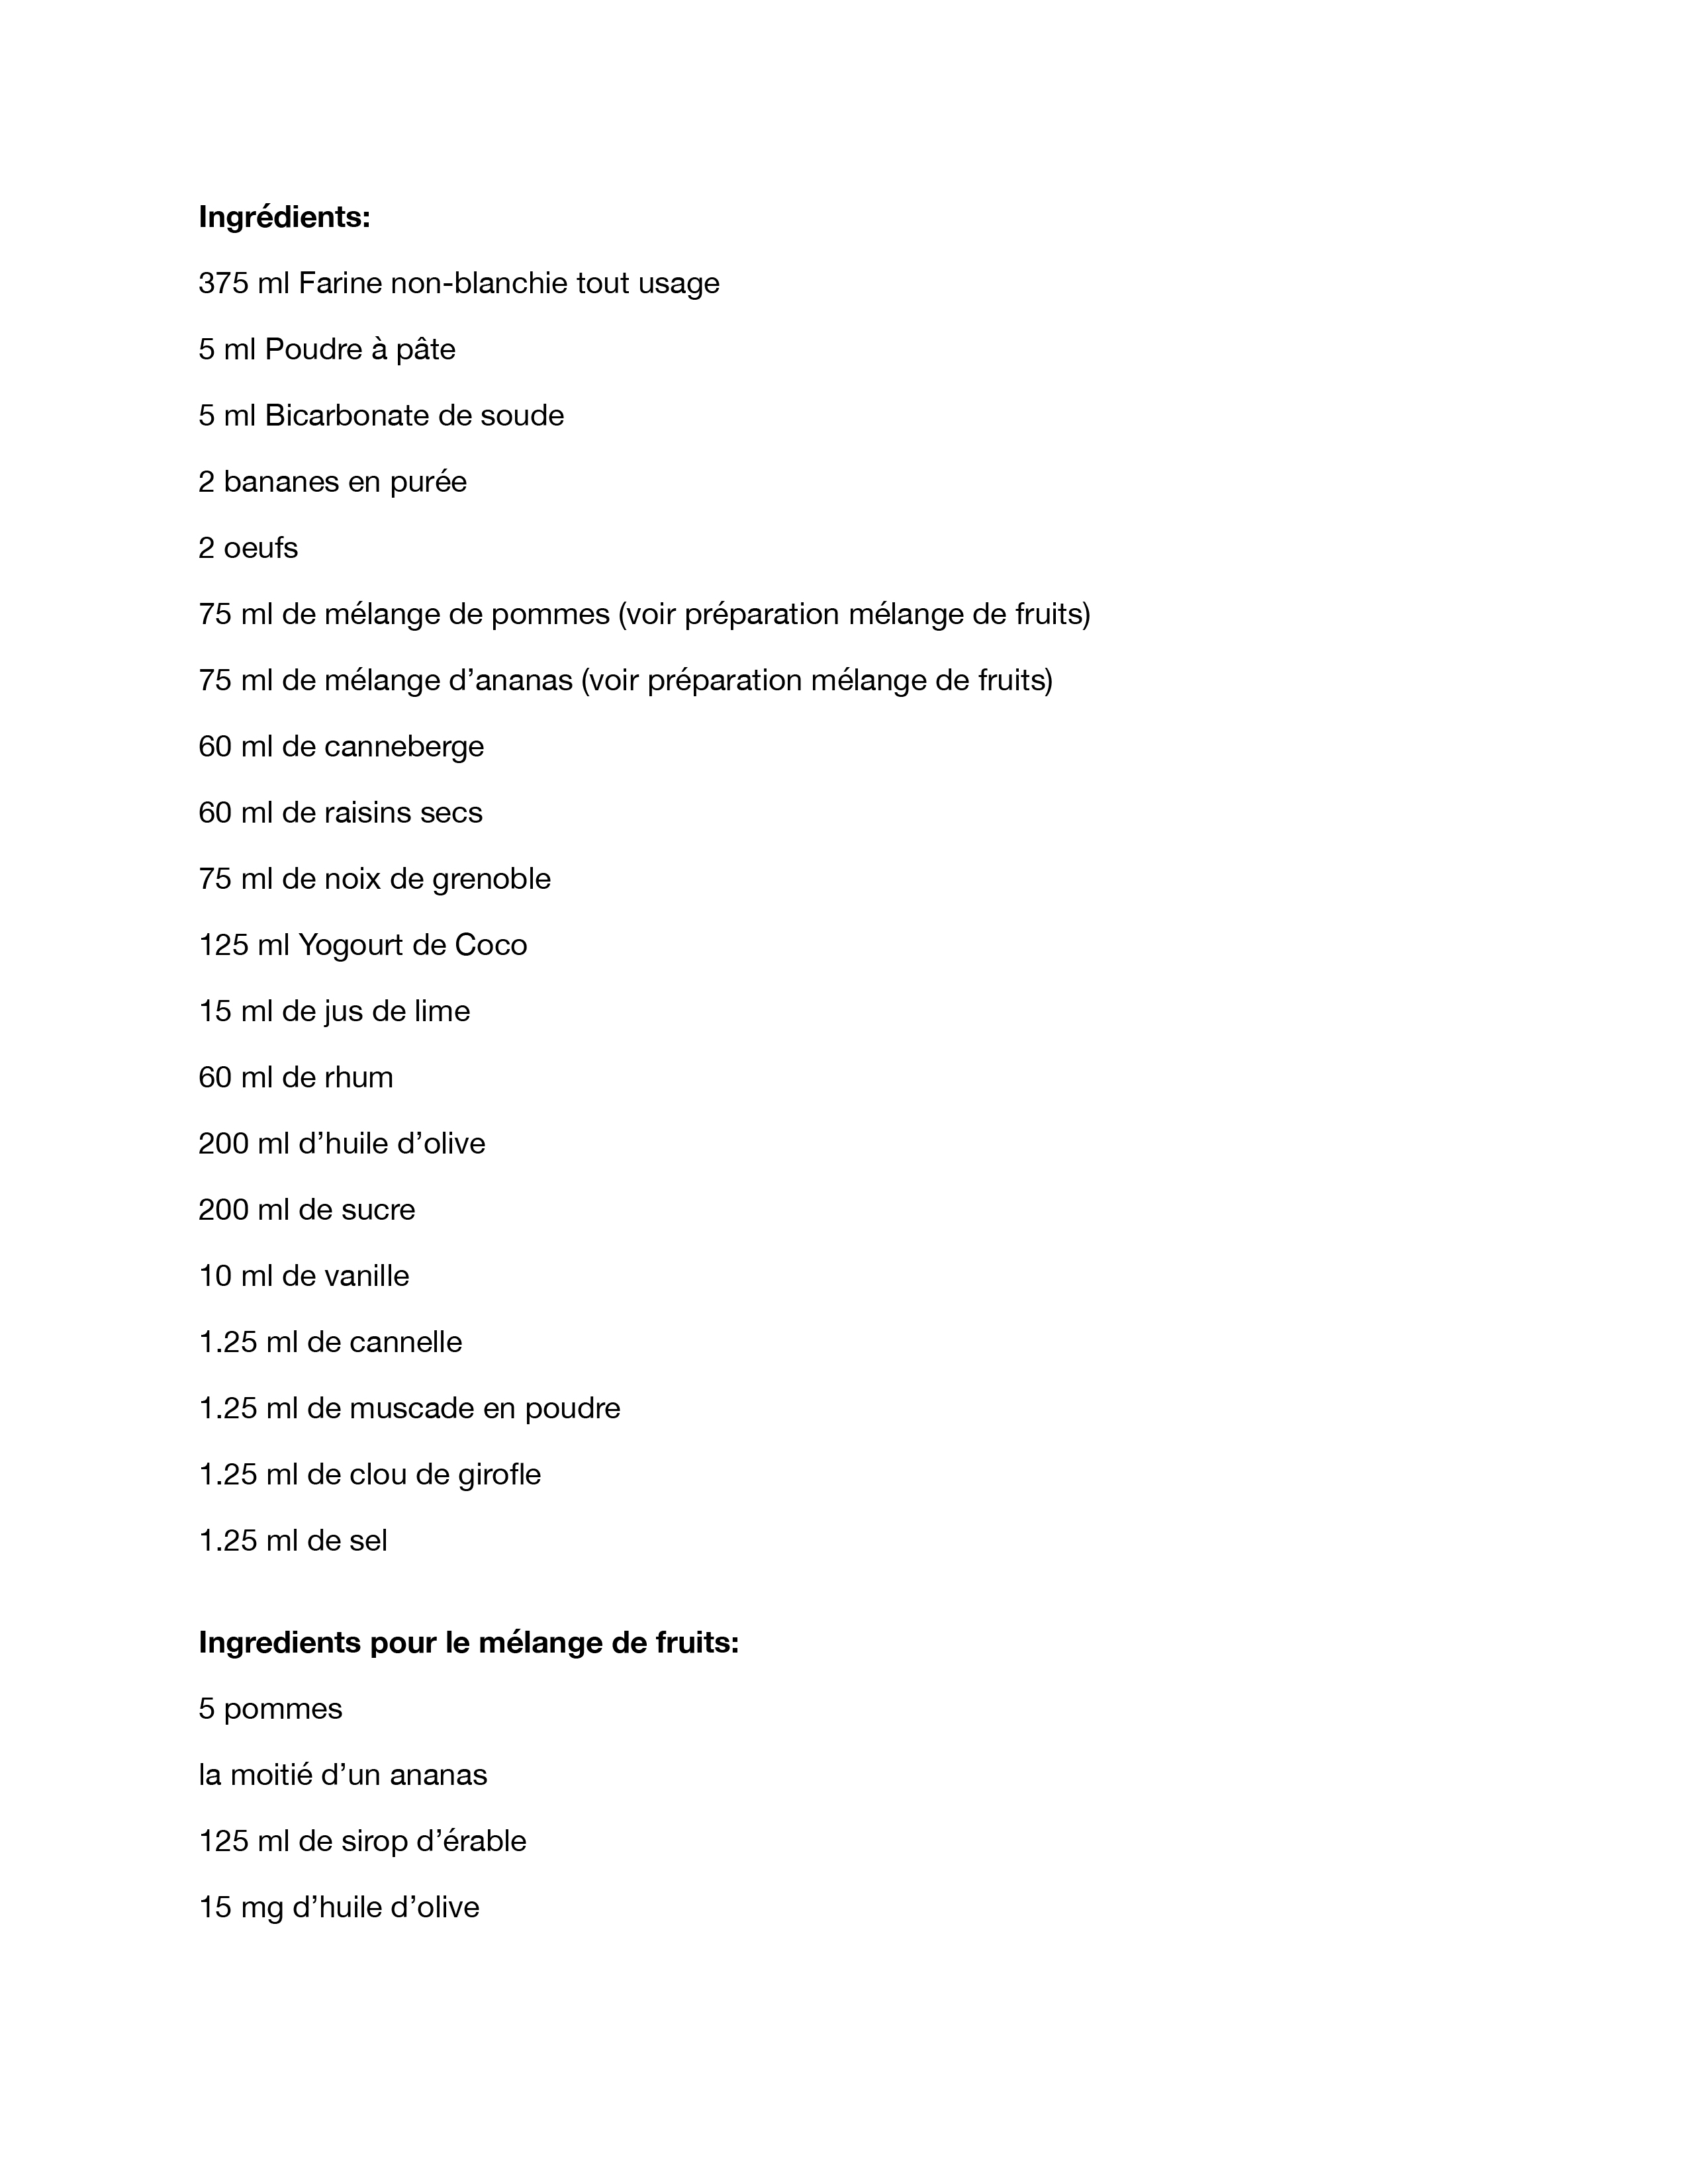 Ingrédients:
375 ml Farine non-blanchie tout usage
5 ml Poudre à pâte
5 ml Bicarbonate de soude
2 bananes en purée
2 oeufs
75 ml de mélange de pommes (voir préparation mélange de fruits)
75 ml de mélange d’ananas (voir préparation mélange de fruits)
60 ml de canneberge
60 ml de raisins secs
75 ml de noix de grenoble
125 ml Yogourt de Coco
15 ml de jus de lime
60 ml de rhum
200 ml d’huile d’olive
200 ml de sucre
10 ml de vanille
1.25 ml de cannelle
1.25 ml de muscade en poudre
1.25 ml de clou de girofle
1.25 ml de sel
Ingredients pour le mélange de fruits:
5 pommes
la moitié d’un ananas
125 ml de sirop d’érable
15 mg d’huile d’olive